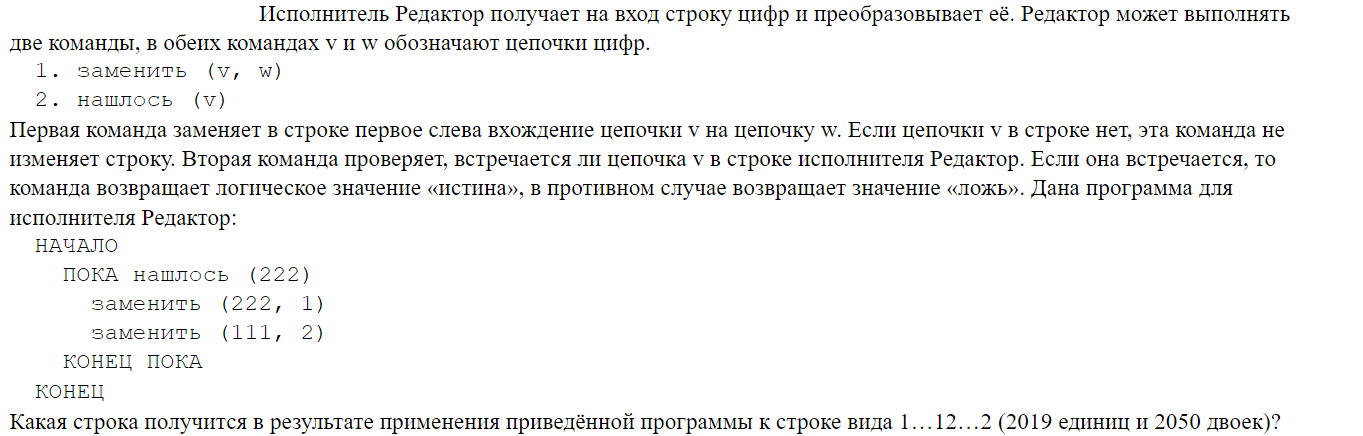 Исполнитель Редактор получает на вход строку цифр и преобразовывает её. Редактор может выполнять
две команды, в обеих командах v и w обозначают цепочки цифр.
1. заменить (v, w)
2. нашлось (v)
Первая команда заменяет в строке первое слева вхождение цепочки v на цепочку w. Если цепочки v в строке нет, эта команда не
изменяет строку. Вторая команда проверяет, встречается ли цепочка v в строке исполнителя Редактор. Если она встречается, то
команда возвращает логическое значение «истина», в противном случае возвращает значение «ложь». Дана программа для
исполнителя Редактор:
НАЧАЛО
ПОКА нашлось (222)
заменить (222, 1)
заменить (111, 2)
КОНЕЦ ПОКА
КОНЕЦ
Какая строка получится в результате применения приведённой программы к строке вида 1…12…2 (2019 единиц и 2050 двоек)?